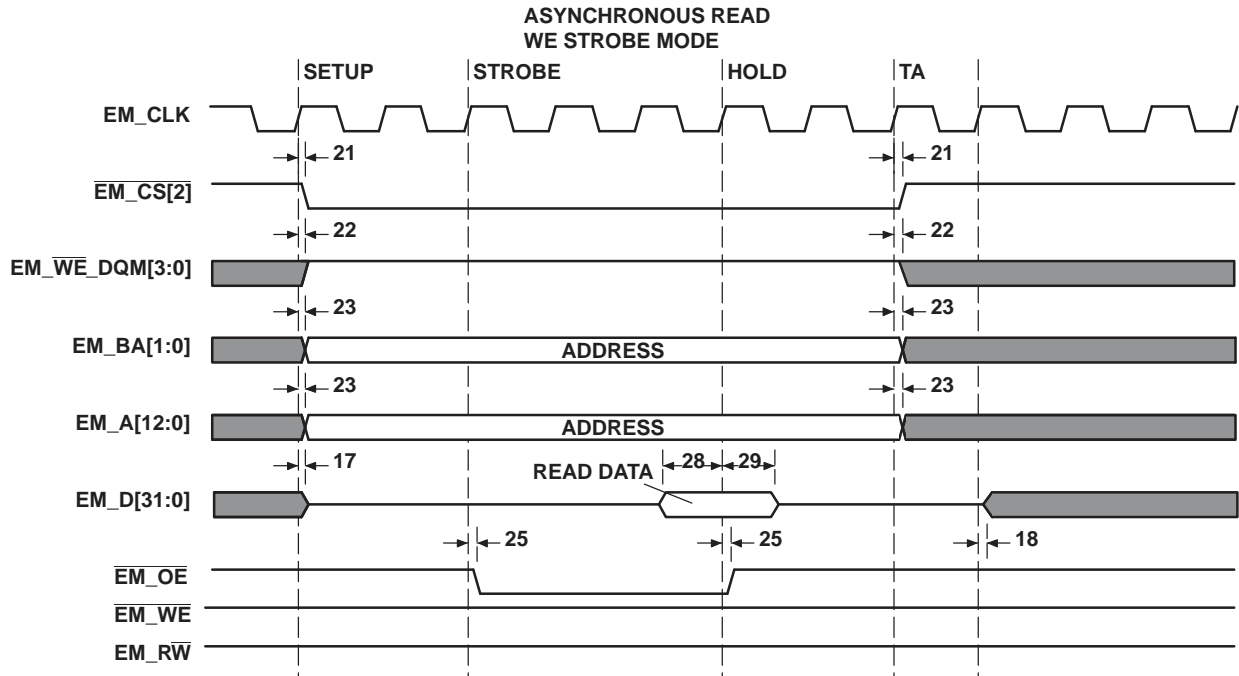 ASYNCHRONOUS READ
WE STROBE MODE
SETUP STROBE HOLD TA
EM_CLK
21 21
EM_CS[2]
22 22
EM_WE_DQM[3:0]
23 23
EM_BA[1:0] ADDRESS
23 23
EM_A[12:0] ADDRESS
17 28 29
READ DATA
EM_D[31:0]
25 25 18
EM_OE
EM_WE
EM_RW